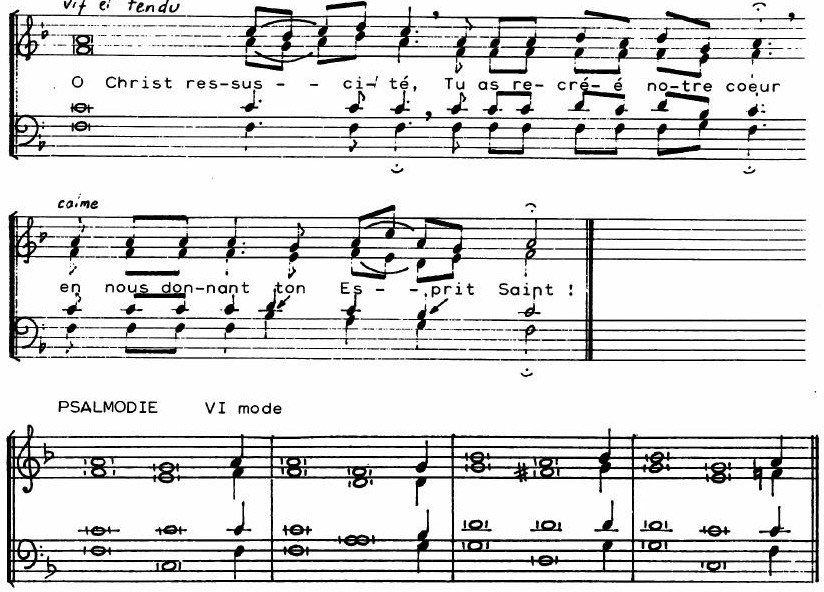 vif et tendu
O Christ res-sus - - ci-té, Tu as re-cré-é no-tre coeur
calme
en nous don-nant ton Es - - prit Saint !
PSALMODIE VI mode